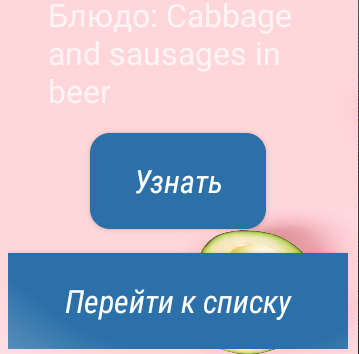 Блюдо: Cabbage
and sausages in
beer
Узнать
Перейти к списку